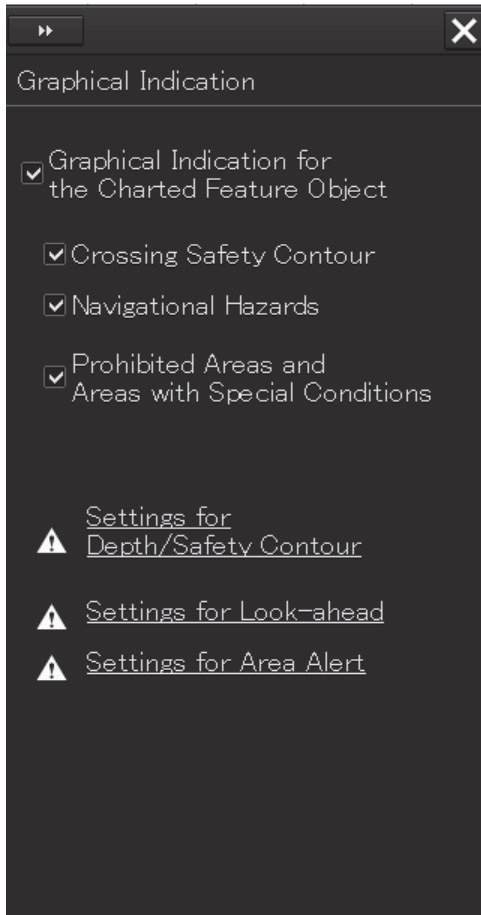 Graphical Indication
Graphical Indication for
the Charted Feature Object
Crossing Safety Contour
Navigational Hazards
Prohibited Areas and
Areas with Special Conditions
Settings for
Depth/Safety Contour
Settings for Look-ahead
Settings for Area Alert